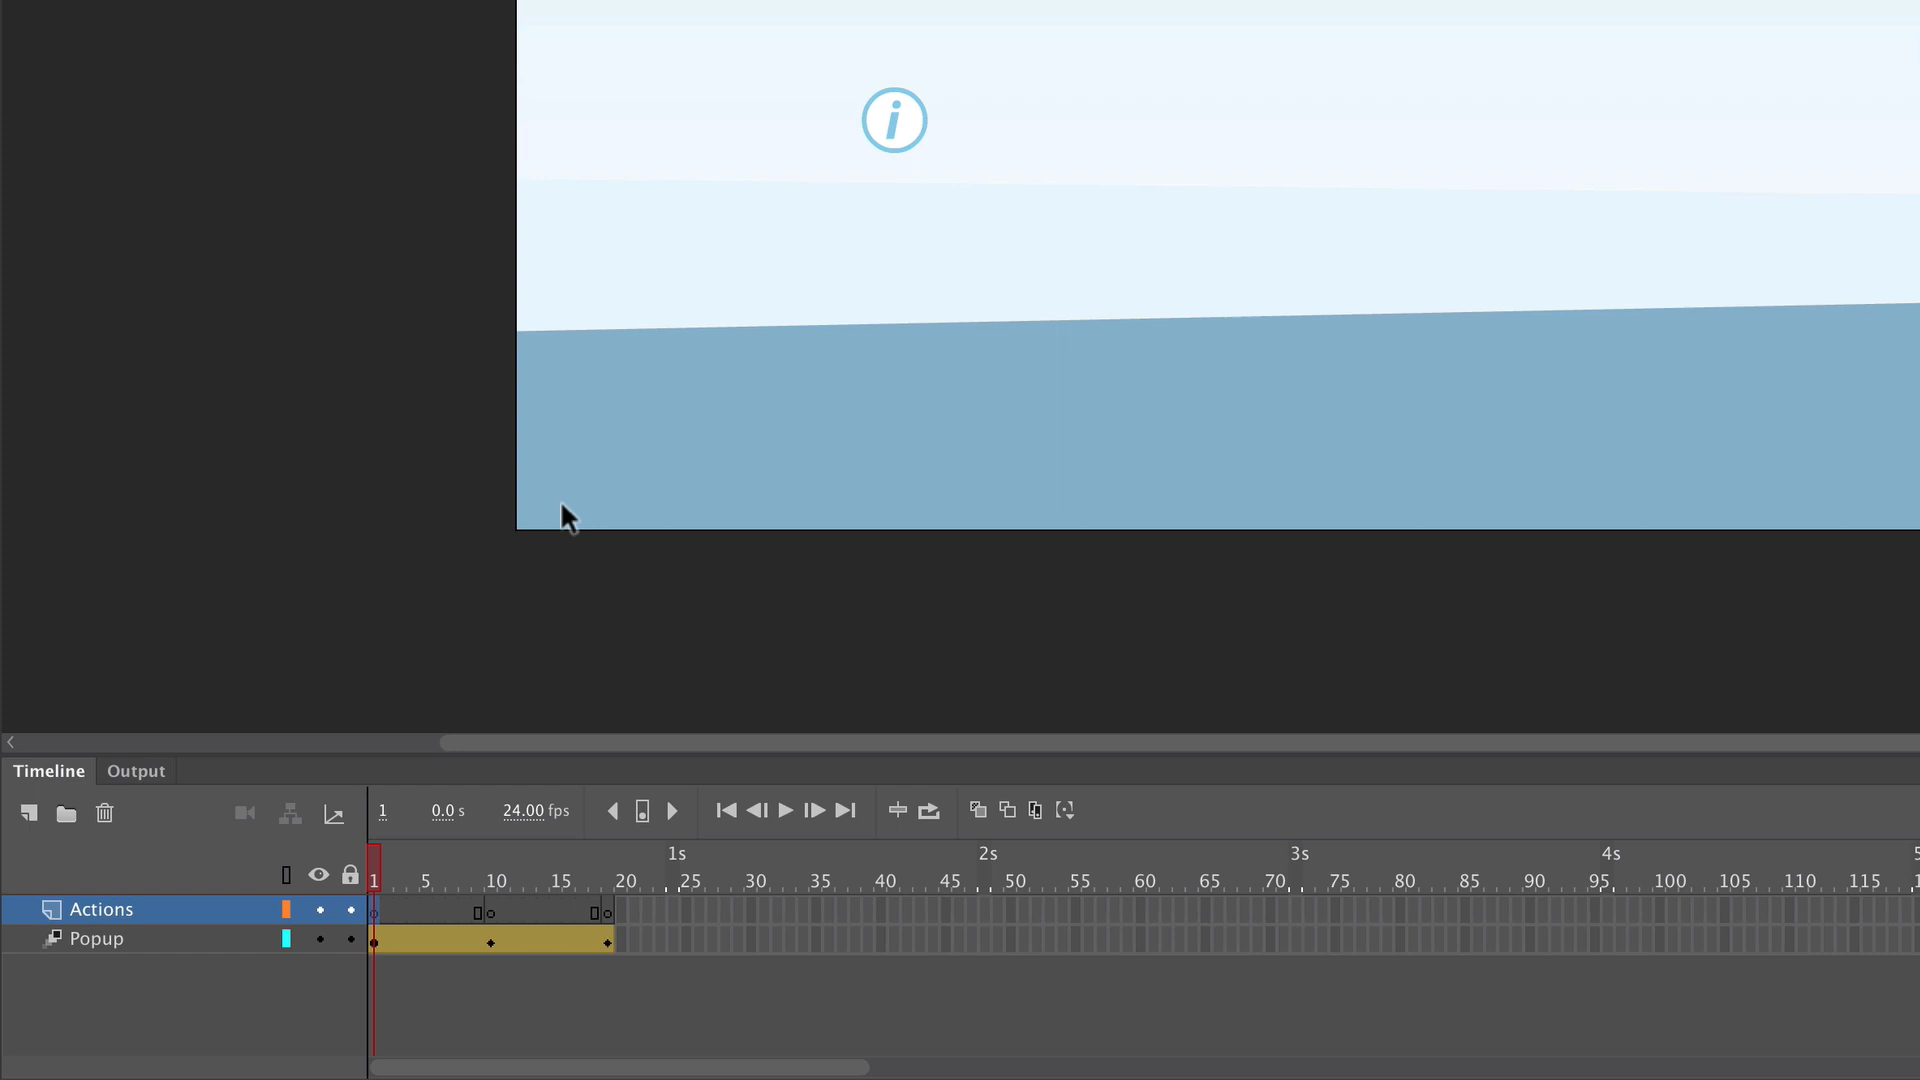 i
Timeline Output
1 0.0 s 24.00 fps
1s 2s 3s 4s 5
1 5 10 15 20 25 30 35 40 45 50 55 60 65 70 75 80 85 90 95 100 105 110 115 1
Actions
Popup